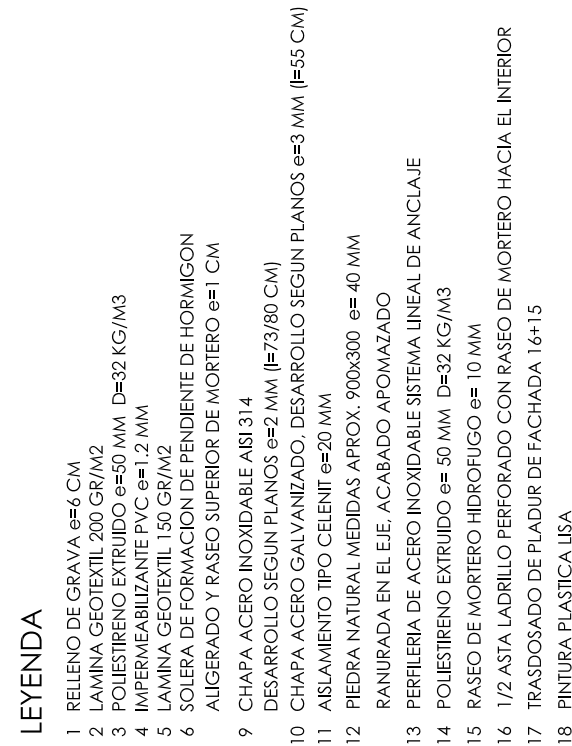 LEYENDA
1 RELLENO DE GRAVA e=6 CM
2 LAMINA GEOTEXTIL 200 GR/M2
3 POLIESTIRENO EXTRUIDO e=50 MM D=32 KG/M3
4 IMPERMEABILIZANTE PVC e=1.2 MM
5 LAMINA GEOTEXTIL 150 GR/M2
6 SOLERA DE FORMACION DE PENDIENTE DE HORMIGON
ALIGERADO Y RASEO SUPERIOR DE MORTERO e=1 CM
9 CHAPA ACERO INOXIDABLE AISI 314
DESARROLLO SEGUN PLANOS e=2 MM (l=73/80 CM)
10 CHAPA ACERO GALVANIZADO, DESARROLLO SEGUN PLANOS e=3 MM (l=55 CM)
11 AISLAMIENTO TIPO CELENIT e=20 MM
12 PIEDRA NATURAL MEDIDAS APROX. 900x300 e= 40 MM
RANURADA EN EL EJE, ACABADO APOMAZADO
13 PERFILERIA DE ACERO INOXIDABLE SISTEMA LINEAL DE ANCLAJE
14 POLIESTIRENO EXTRUIDO e= 50 MM D=32 KG/M3
15 RASEO DE MORTERO HIDROFUGO e= 10 MM
16 1/2 ASTA LADRILLO PERFORADO CON RASEO DE MORTERO HACIA EL INTERIOR
17 TRASDOSADO DE PLADUR DE FACHADA 16+15
18 PINTURA PLASTICA LISA